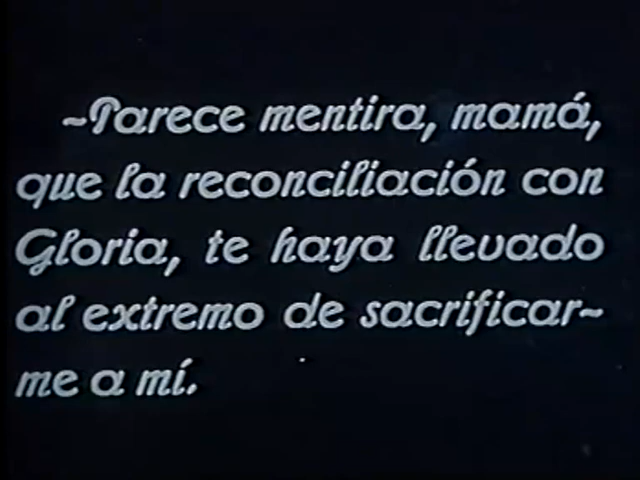 ~Parece mentira, mamá,
que la reconciliación con
Gloria, te haya llevado
al extremo de sacrificar~
me a mí.